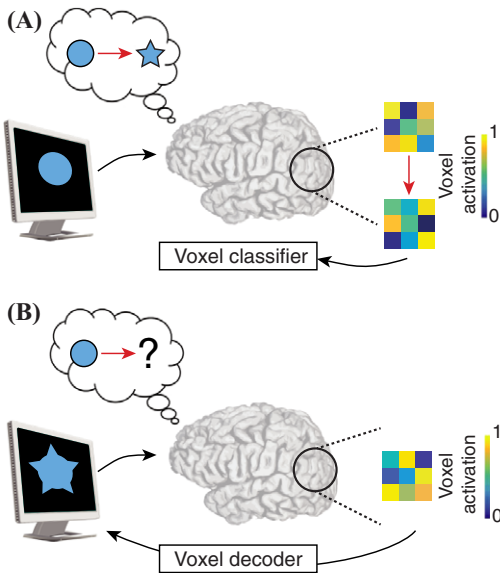 (A)
Voxel
activation
1
0
Voxel classifier
(B)
?
Voxel
activation
1
0
Voxel decoder